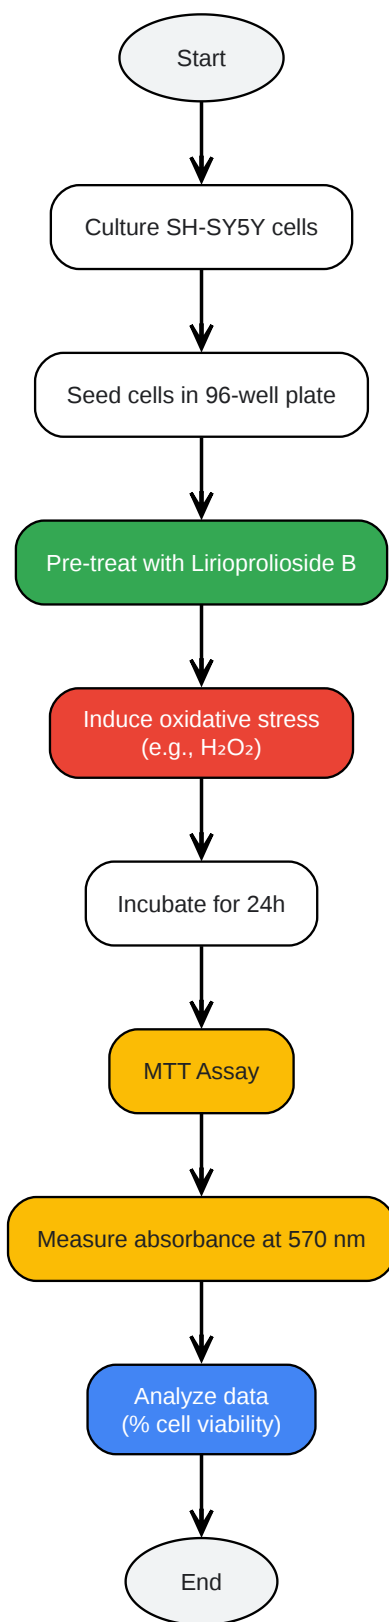 Start
Culture SH-SY5Y cells
Seed cells in 96-well plate
Pre-treat with Lirioprolioside B
Induce oxidative stress
(e.g., H₂O₂)
Incubate for 24h
MTT Assay
Measure absorbance at 570 nm
Analyze data
(% cell viability)
End